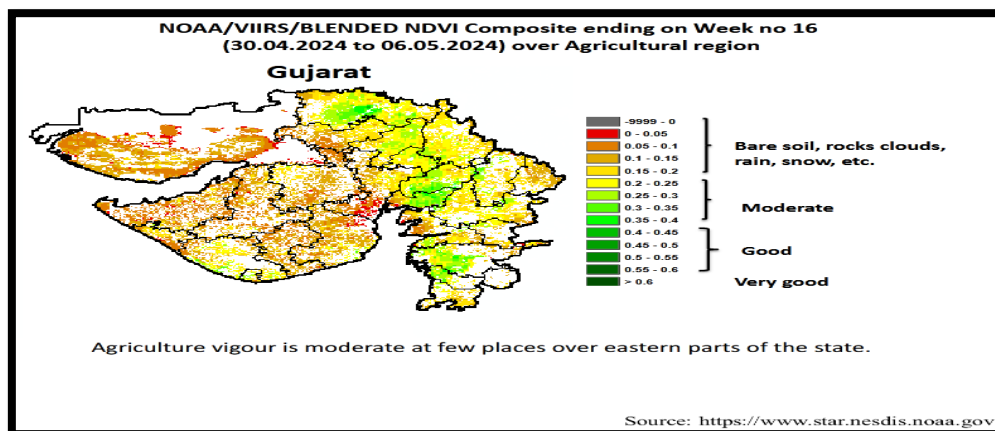 NOAA/VIIRS/BLENDED NDVI Composite ending on Week no 16
(30.04.2024 to 06.05.2024) over Agricultural region
Gujarat
-9999 - 0
0 - 0.05
0.05 - 0.1
0.1 - 0.15
0.15 - 0.2
0.2 - 0.25
0.25 - 0.3
0.3 - 0.35
0.35 - 0.4
0.4 - 0.45
0.45 - 0.5
0.5 - 0.55
0.55 - 0.6
> 0.6
Bare soil, rocks clouds,
rain, snow, etc.
Moderate
Good
Very good
Agriculture vigour is moderate at few places over eastern parts of the state.
Source: https://www.star.nesdis.noaa.gov